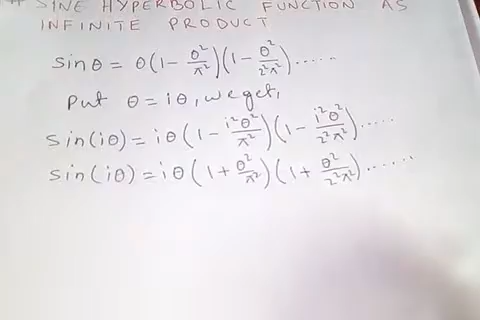 # SINE HYPERBOLIC FUNCTION AS
INFINITE PRODUCT
sinθ = θ(1 - θ²/π²)(1 - θ²/2²π²).....
Put θ = iθ, we get,
sin(iθ) = iθ(1 - i²θ²/π²)(1 - i²θ²/2²π²).....
sin(iθ) = iθ(1 + θ²/π²)(1 + θ²/2²π²)......